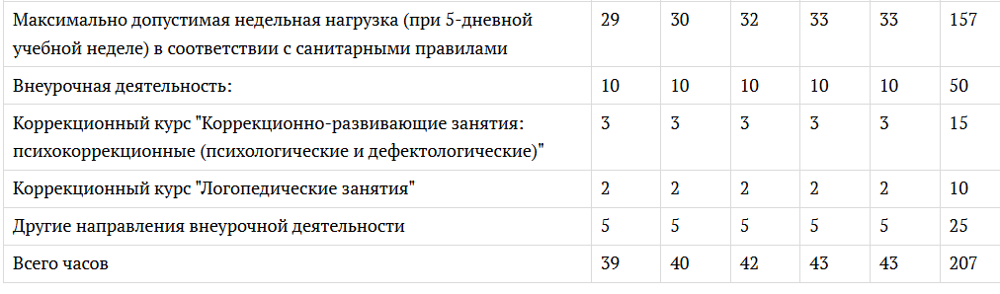 Максимально допустимая недельная нагрузка (при 5-дневной 29 30 32 33 33 157
учебной неделе) в соответствии с санитарными правилами
Внеурочная деятельность: 10 10 10 10 10 50
Коррекционный курс "Коррекционно-развивающие занятия: 3 3 3 3 3 15
психокоррекционные (психологические и дефектологические)"
Коррекционный курс "Логопедические занятия" 2 2 2 2 2 10
Другие направления внеурочной деятельности 5 5 5 5 5 25
Всего часов 39 40 42 43 43 207